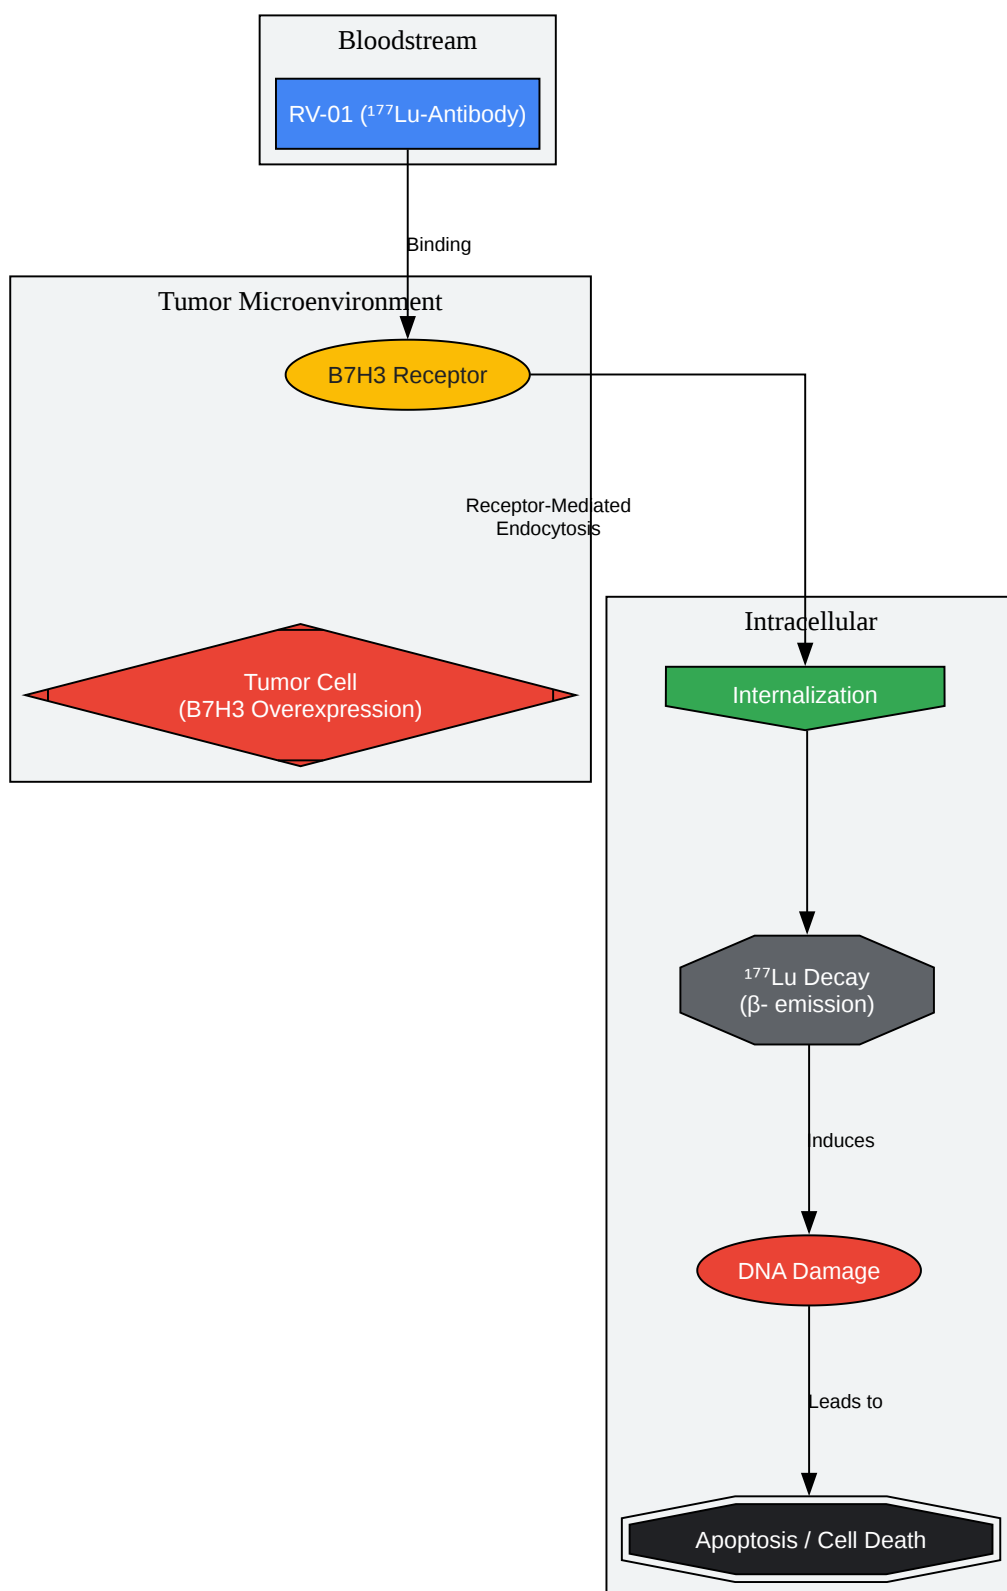 Bloodstream
RV-01 (¹⁷⁷Lu-Antibody)
Binding
Tumor Microenvironment
B7H3 Receptor
Receptor-Mediated
Endocytosis
Tumor Cell
(B7H3 Overexpression)
Intracellular
Internalization
¹⁷⁷Lu Decay
(β- emission)
Induces
DNA Damage
Leads to
Apoptosis / Cell Death